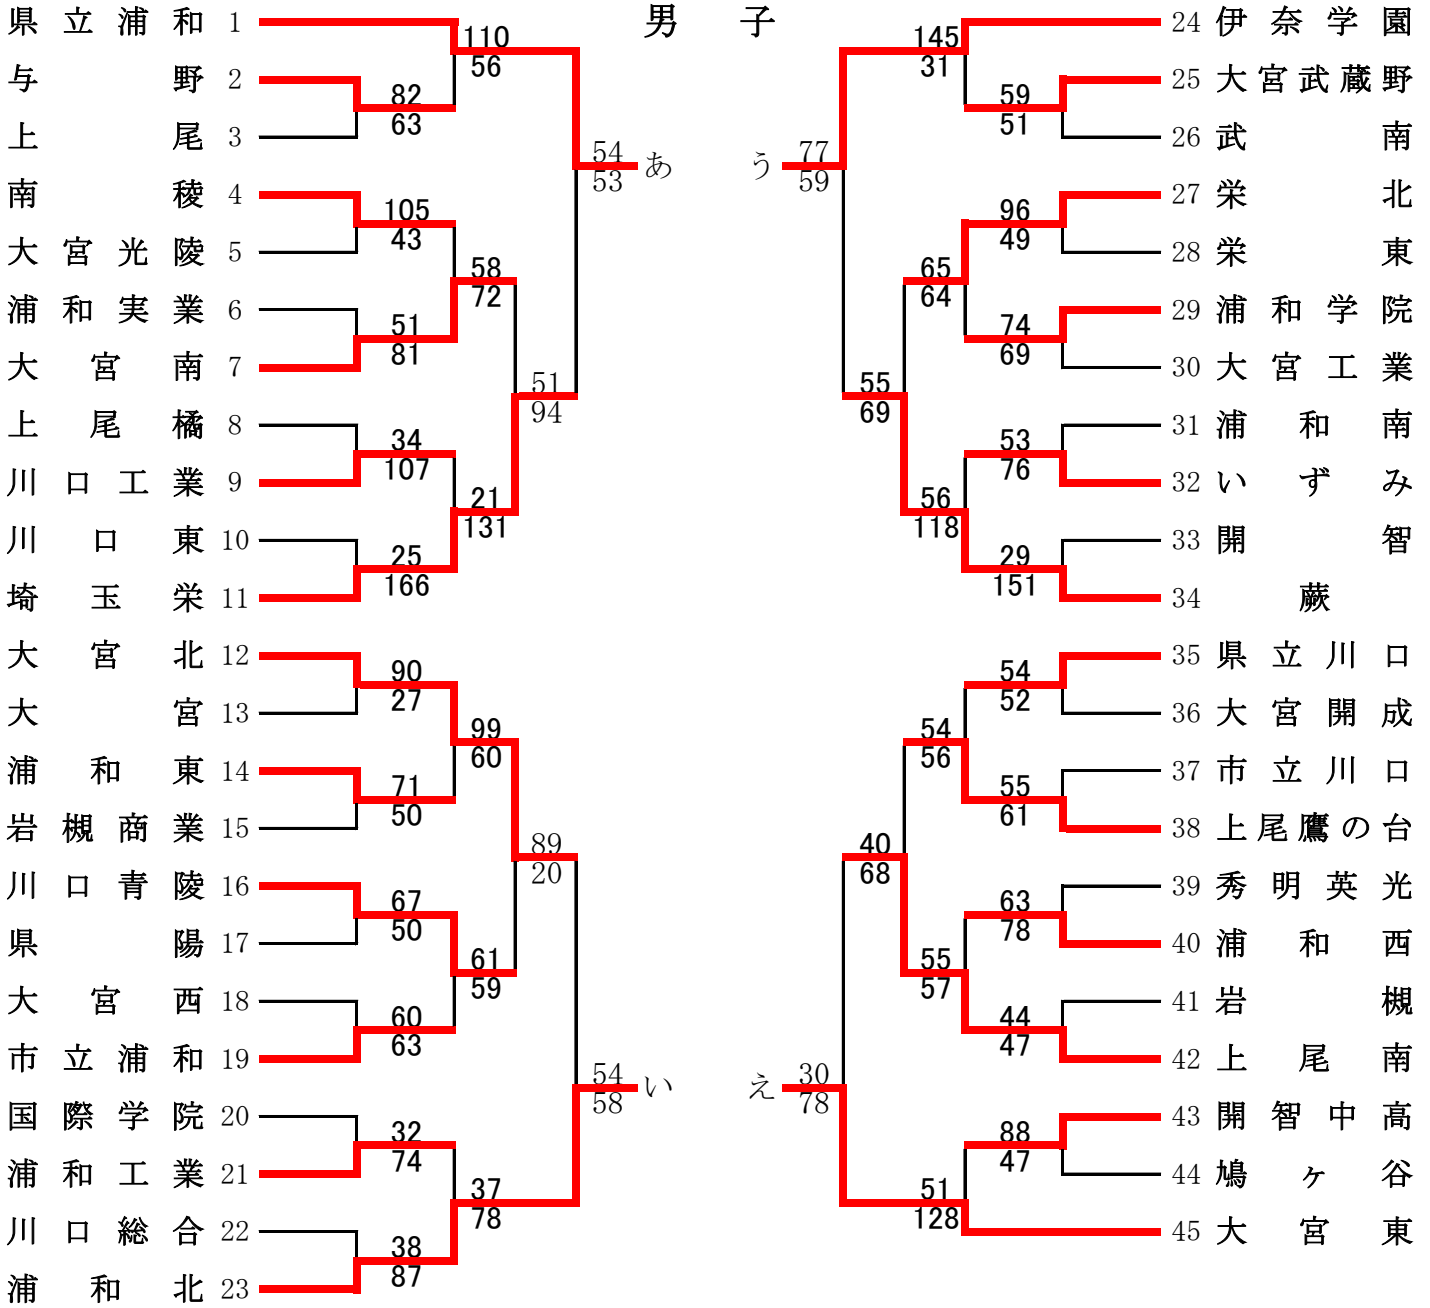 男子
県立浦和 1
与野 2
上尾 3
南稜 4
大宮光陵 5
浦和実業 6
大宮南 7
上尾橘 8
川口工業 9
川口東 10
埼玉栄 11
大宮北 12
大宮 13
浦和東 14
岩槻商業 15
川口青陵 16
県陽 17
大宮西 18
市立浦和 19
国際学院 20
浦和工業 21
川口総合 22
浦和北 23
82
63
105
43
51
81
34
107
25
166
90
27
71
50
67
50
60
63
32
74
38
87
110
56
58
72
21
131
99
60
61
59
37
78
51
94
89
20
54
53
あ
54
58
い
う
77
59
え
30
78
55
69
40
68
145
31
65
64
56
118
54
56
55
57
51
128
59
51
96
49
74
69
53
76
29
151
54
52
55
61
63
78
44
47
88
47
24 伊奈学園
25 大宮武蔵野
26 武南
27 栄北
28 栄東
29 浦和学院
30 大宮工業
31 浦和南
32 いずみ
33 開智
34 蕨
35 県立川口
36 大宮開成
37 市立川口
38 上尾鷹の台
39 秀明英光
40 浦和西
41 岩槻
42 上尾南
43 開智中高
44 鳩ヶ谷
45 大宮東